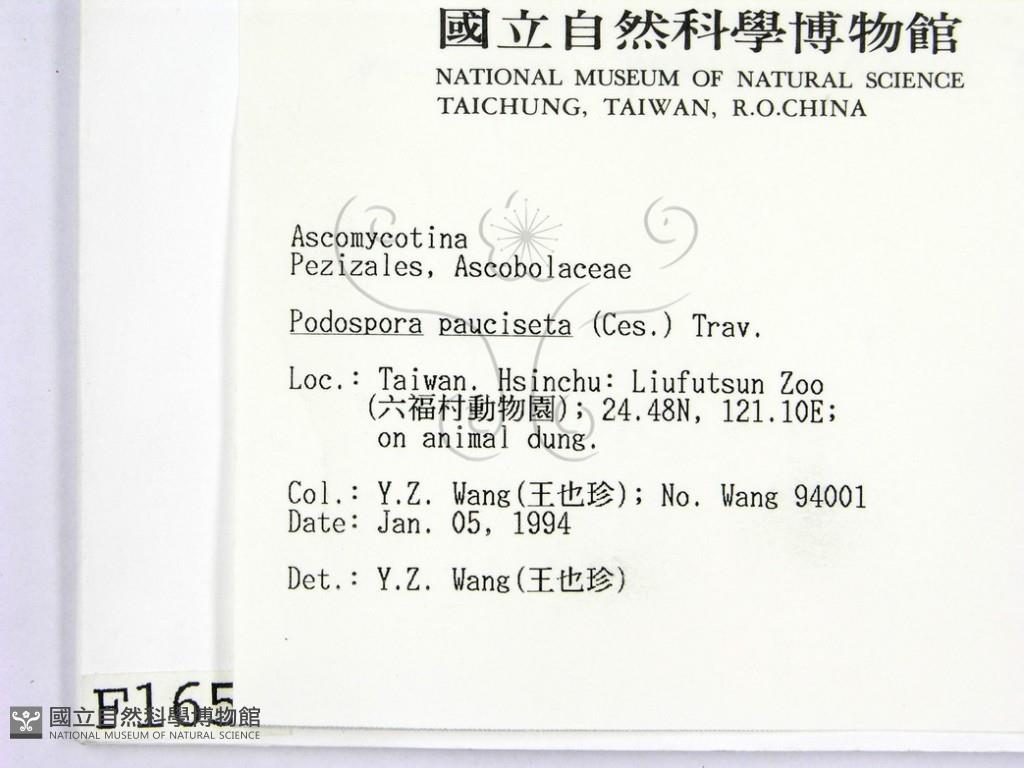 國立自然科學博物館
NATIONAL MUSEUM OF NATURAL SCIENCE
TAICHUNG, TAIWAN, R.O.CHINA
Ascomycotina
Pezizales, Ascobolaceae
Podospora pauciseta (Ces.) Trav.
Loc.: Taiwan. Hsinchu: Liufutsun Zoo
(六福村動物園); 24.48N, 121.10E;
on animal dung.
Col.: Y.Z. Wang(王也珍); No. Wang 94001
Date: Jan. 05, 1994
Det.: Y.Z. Wang(王也珍)
F165
國立自然科學博物館
NATIONAL MUSEUM OF NATURAL SCIENCE